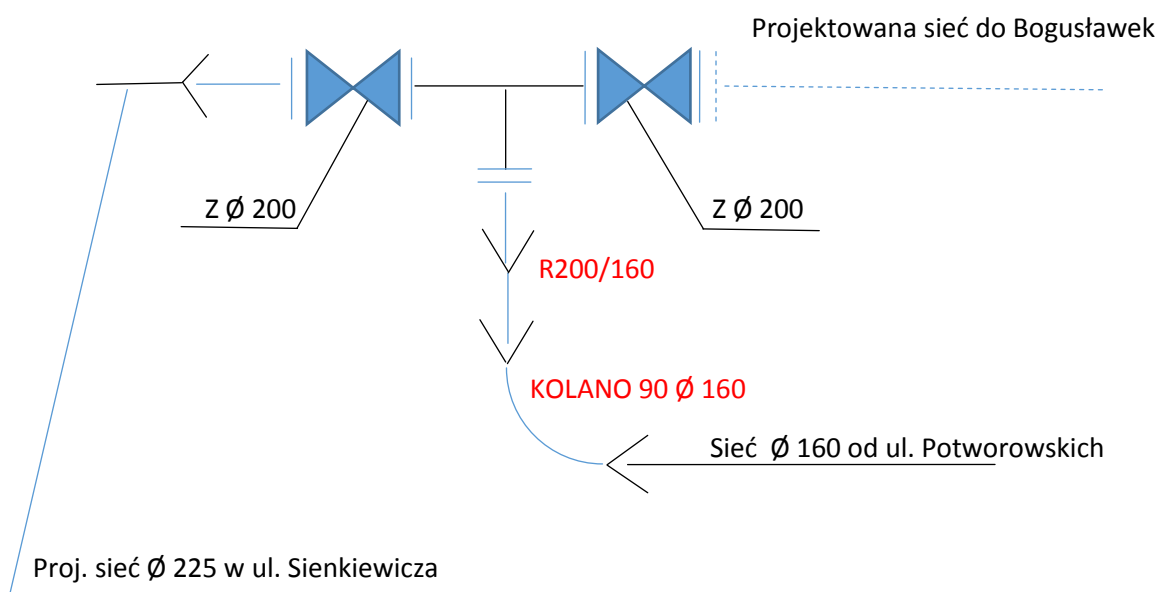 Projektowana sieć do Bogusławek
Z Ø 200
Z Ø 200
R200/160
KOLANO 90 Ø 160
Sieć Ø 160 od ul. Potworowskich
Proj. sieć Ø 225 w ul. Sienkiewicza